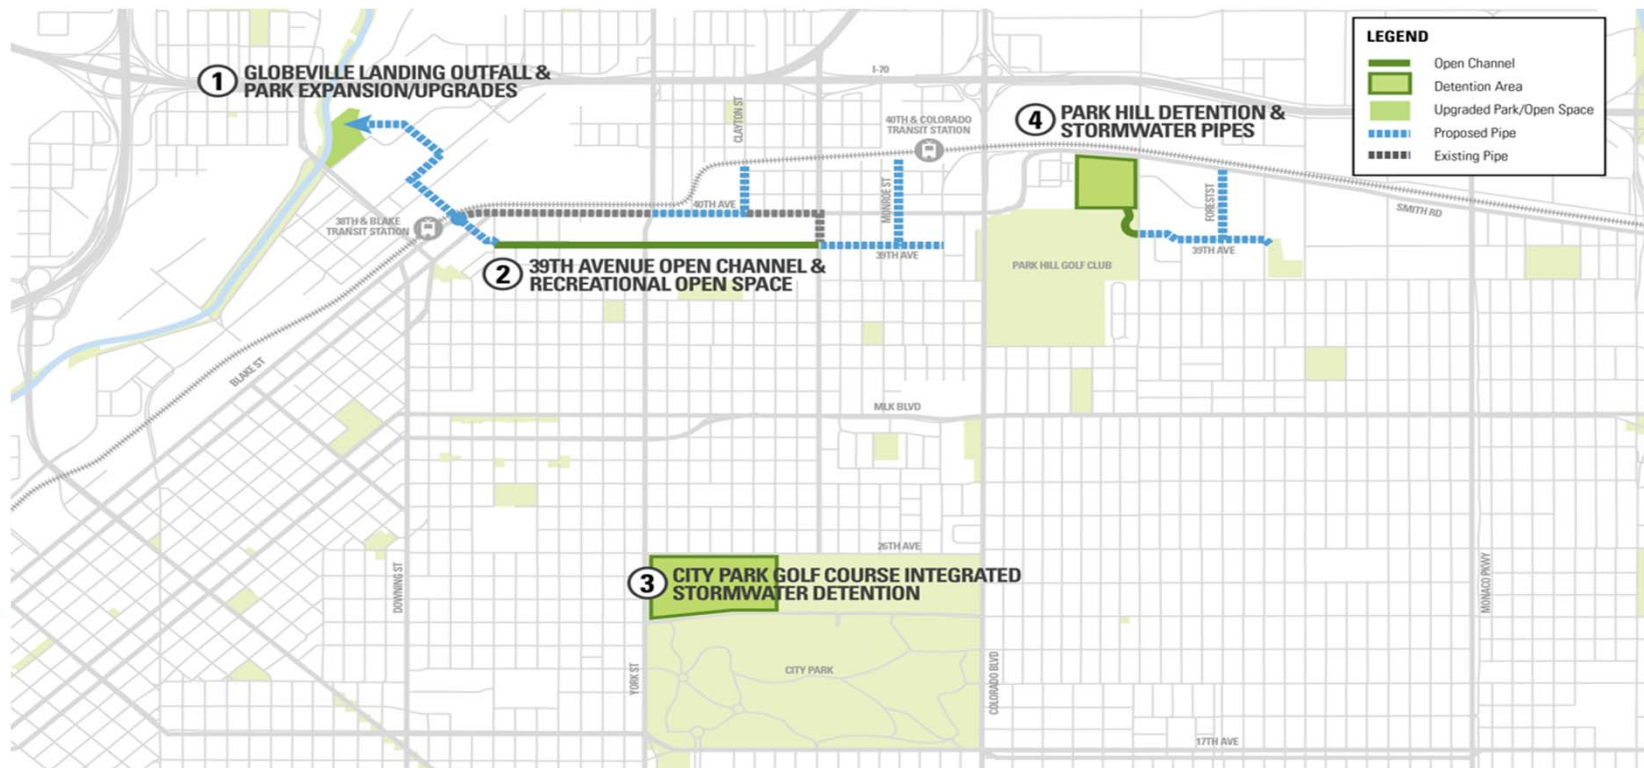 1
GLOBEVILLE LANDING OUTFALL &
PARK EXPANSION/UPGRADES
I-70
CLAYTON ST
40TH & COLORADO
TRANSIT STATION
4
PARK HILL DETENTION &
STORMWATER PIPES
LEGEND
Open Channel
Detention Area
Upgraded Park/Open Space
Proposed Pipe
Existing Pipe
38TH & BLAKE
TRANSIT STATION
40TH AVE
MONROE ST
FOREST ST
SMITH RD
39TH AVE
39TH AVE
2
39TH AVENUE OPEN CHANNEL &
RECREATIONAL OPEN SPACE
PARK HILL GOLF CLUB
BLAKE ST
MLK BLVD
26TH AVE
3
CITY PARK GOLF COURSE INTEGRATED
STORMWATER DETENTION
DOWNING ST
MONACO PKWY
YORK ST
CITY PARK
COLORADO BLVD
17TH AVE